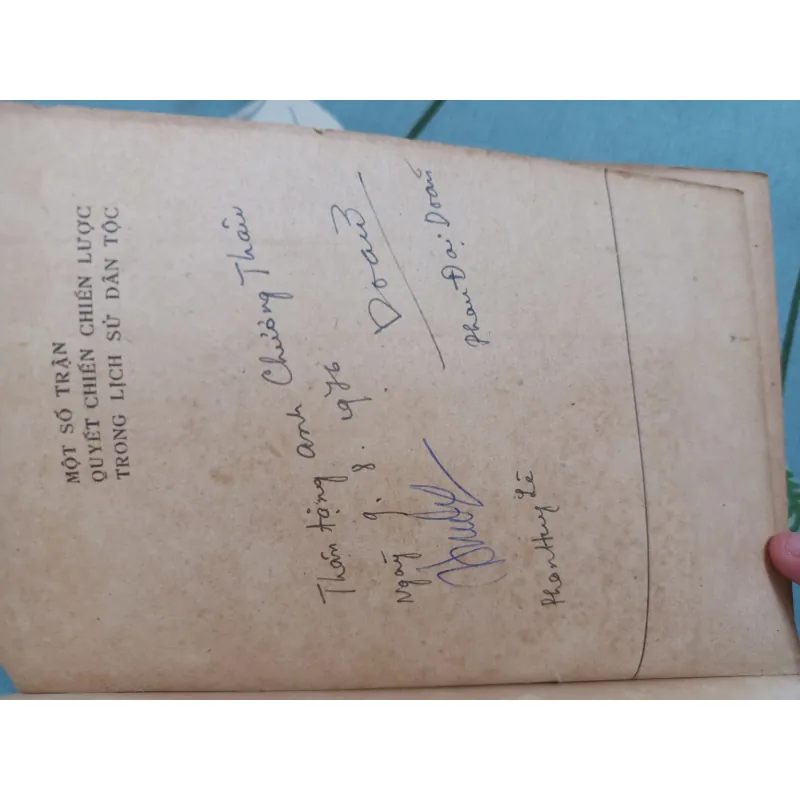 MỘT SỐ TRẬN
QUYẾT CHIẾN CHIẾN LƯỢC
TRONG LỊCH SỬ DÂN TỘC
Thân tặng anh Chương Thâu
Ngày 9.8.1976
Doãn
Phan Huy Lê
Phan Đại Doãn